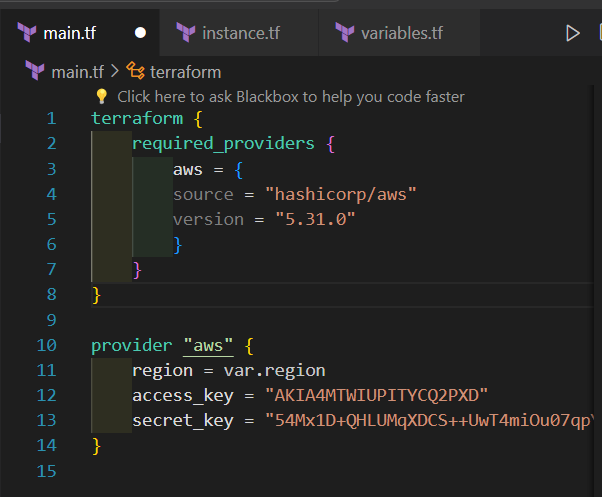 main.tf
instance.tf
variables.tf
main.tf > terraform
Click here to ask Blackbox to help you code faster
1 terraform {
2 required_providers {
3 aws = {
4 source = "hashicorp/aws"
5 version = "5.31.0"
6 }
7 }
8 }
9
10 provider "aws" {
11 region = var.region
12 access_key = "AKIA4MTWIUPITYCQ2PXD"
13 secret_key = "54Mx1D+QHLUMqXDCS++UwT4miOu07qp
14 }
15